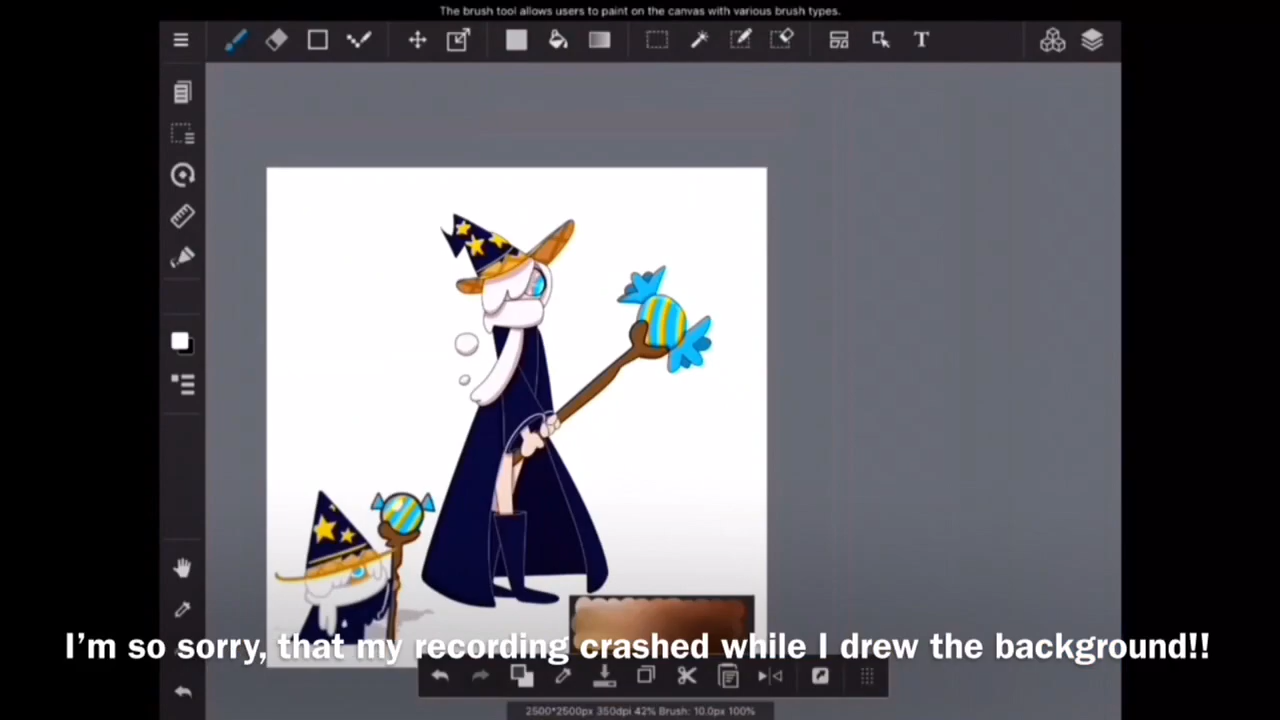 The brush tool allows users to paint on the canvas with various brush types.
T
I'm so sorry, that my recording crashed while I drew the background!!
2500*2500px 350dpi 42% Brush: 10.0px 100%